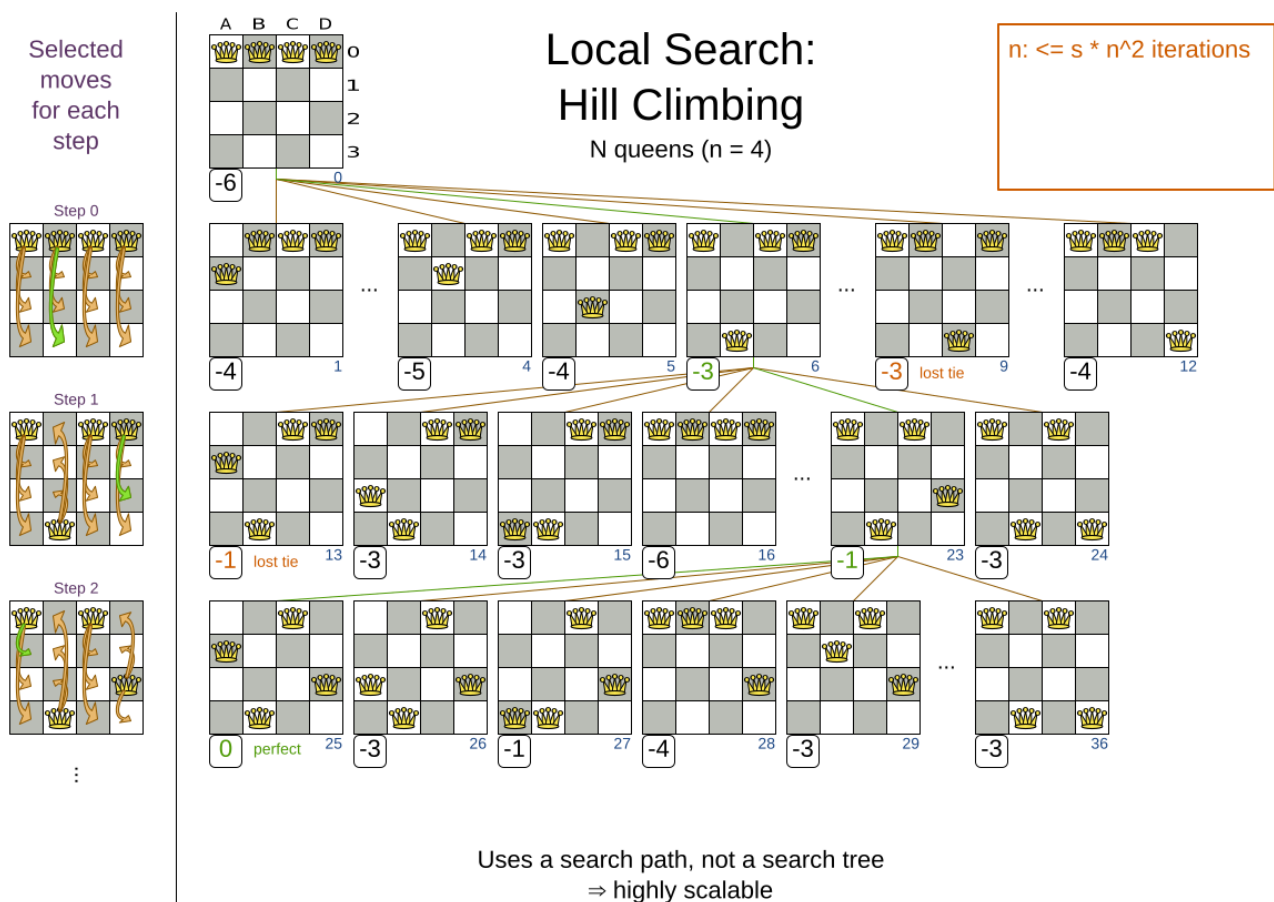 Selected
moves
for each
step
A B C D
0
1
2
3
-6
0
Local Search:
Hill Climbing
N queens (n = 4)
n: <= s * n^2 iterations
Step 0
... ... ...
-4 1 -5 4 -4 5 -3 6 -3 lost tie 9 -4 12
Step 1
...
-1 lost tie 13 -3 14 -3 15 -6 16 -1 23 -3 24
Step 2
...
0 perfect 25 -3 26 -1 27 -4 28 -3 29 -3 36
⋮
Uses a search path, not a search tree
⇒ highly scalable